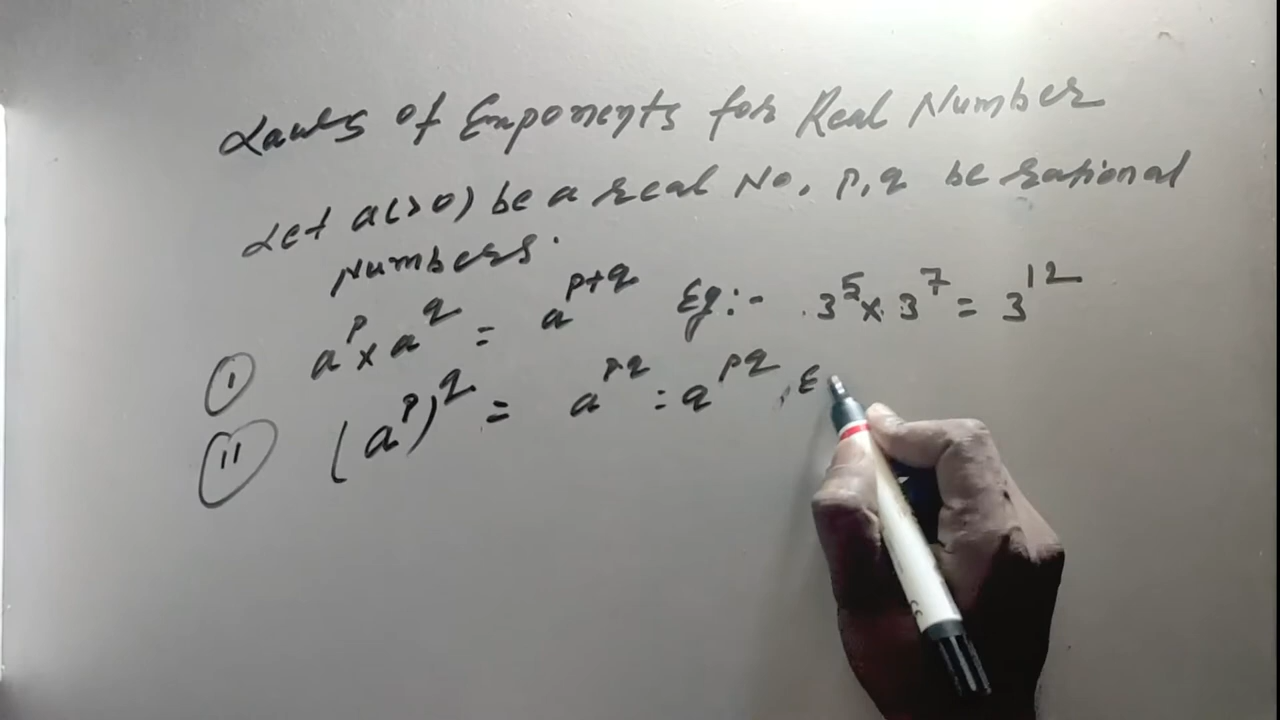 Laws of Exponents for Real Number
Let a(>0) be a real No, p,q be rational
Numbers.
(i) a^p × a^q = a^(p+q) Eg:- 3^5 × 3^7 = 3^12
(ii) (a^p)^q = a^(pq) = a^(pq), E